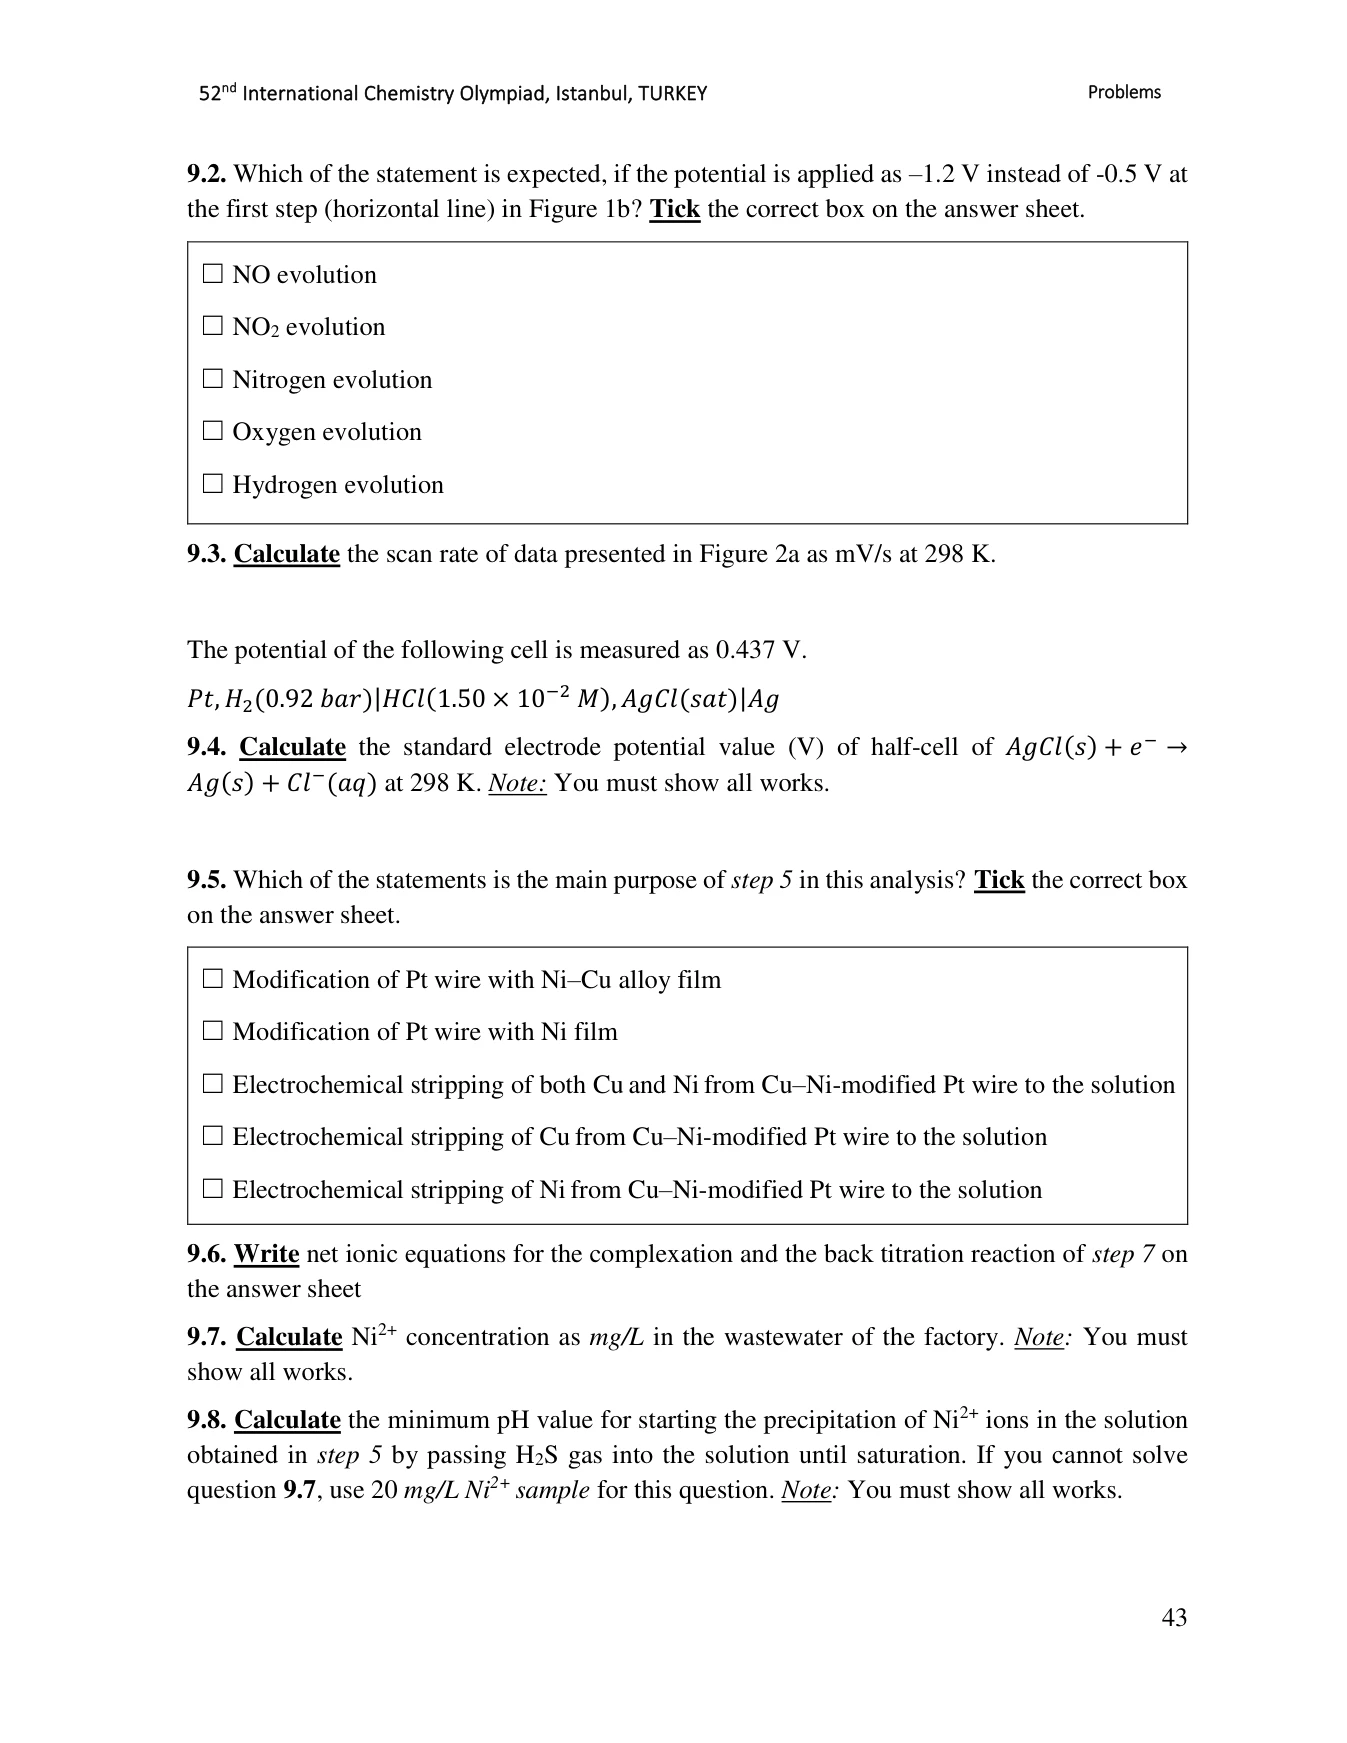 52nd International Chemistry Olympiad, Istanbul, TURKEY Problems
9.2. Which of the statement is expected, if the potential is applied as –1.2 V instead of -0.5 V at
the first step (horizontal line) in Figure 1b? Tick the correct box on the answer sheet.
☐ NO evolution
☐ NO₂ evolution
☐ Nitrogen evolution
☐ Oxygen evolution
☐ Hydrogen evolution
9.3. Calculate the scan rate of data presented in Figure 2a as mV/s at 298 K.
The potential of the following cell is measured as 0.437 V.
Pt, H₂(0.92 bar)|HCl(1.50 × 10⁻² M), AgCl(sat)|Ag
9.4. Calculate the standard electrode potential value (V) of half-cell of AgCl(s) + e⁻ →
Ag(s) + Cl⁻(aq) at 298 K. Note: You must show all works.
9.5. Which of the statements is the main purpose of step 5 in this analysis? Tick the correct box
on the answer sheet.
☐ Modification of Pt wire with Ni–Cu alloy film
☐ Modification of Pt wire with Ni film
☐ Electrochemical stripping of both Cu and Ni from Cu–Ni-modified Pt wire to the solution
☐ Electrochemical stripping of Cu from Cu–Ni-modified Pt wire to the solution
☐ Electrochemical stripping of Ni from Cu–Ni-modified Pt wire to the solution
9.6. Write net ionic equations for the complexation and the back titration reaction of step 7 on
the answer sheet
9.7. Calculate Ni²⁺ concentration as mg/L in the wastewater of the factory. Note: You must
show all works.
9.8. Calculate the minimum pH value for starting the precipitation of Ni²⁺ ions in the solution
obtained in step 5 by passing H₂S gas into the solution until saturation. If you cannot solve
question 9.7, use 20 mg/L Ni²⁺ sample for this question. Note: You must show all works.
43